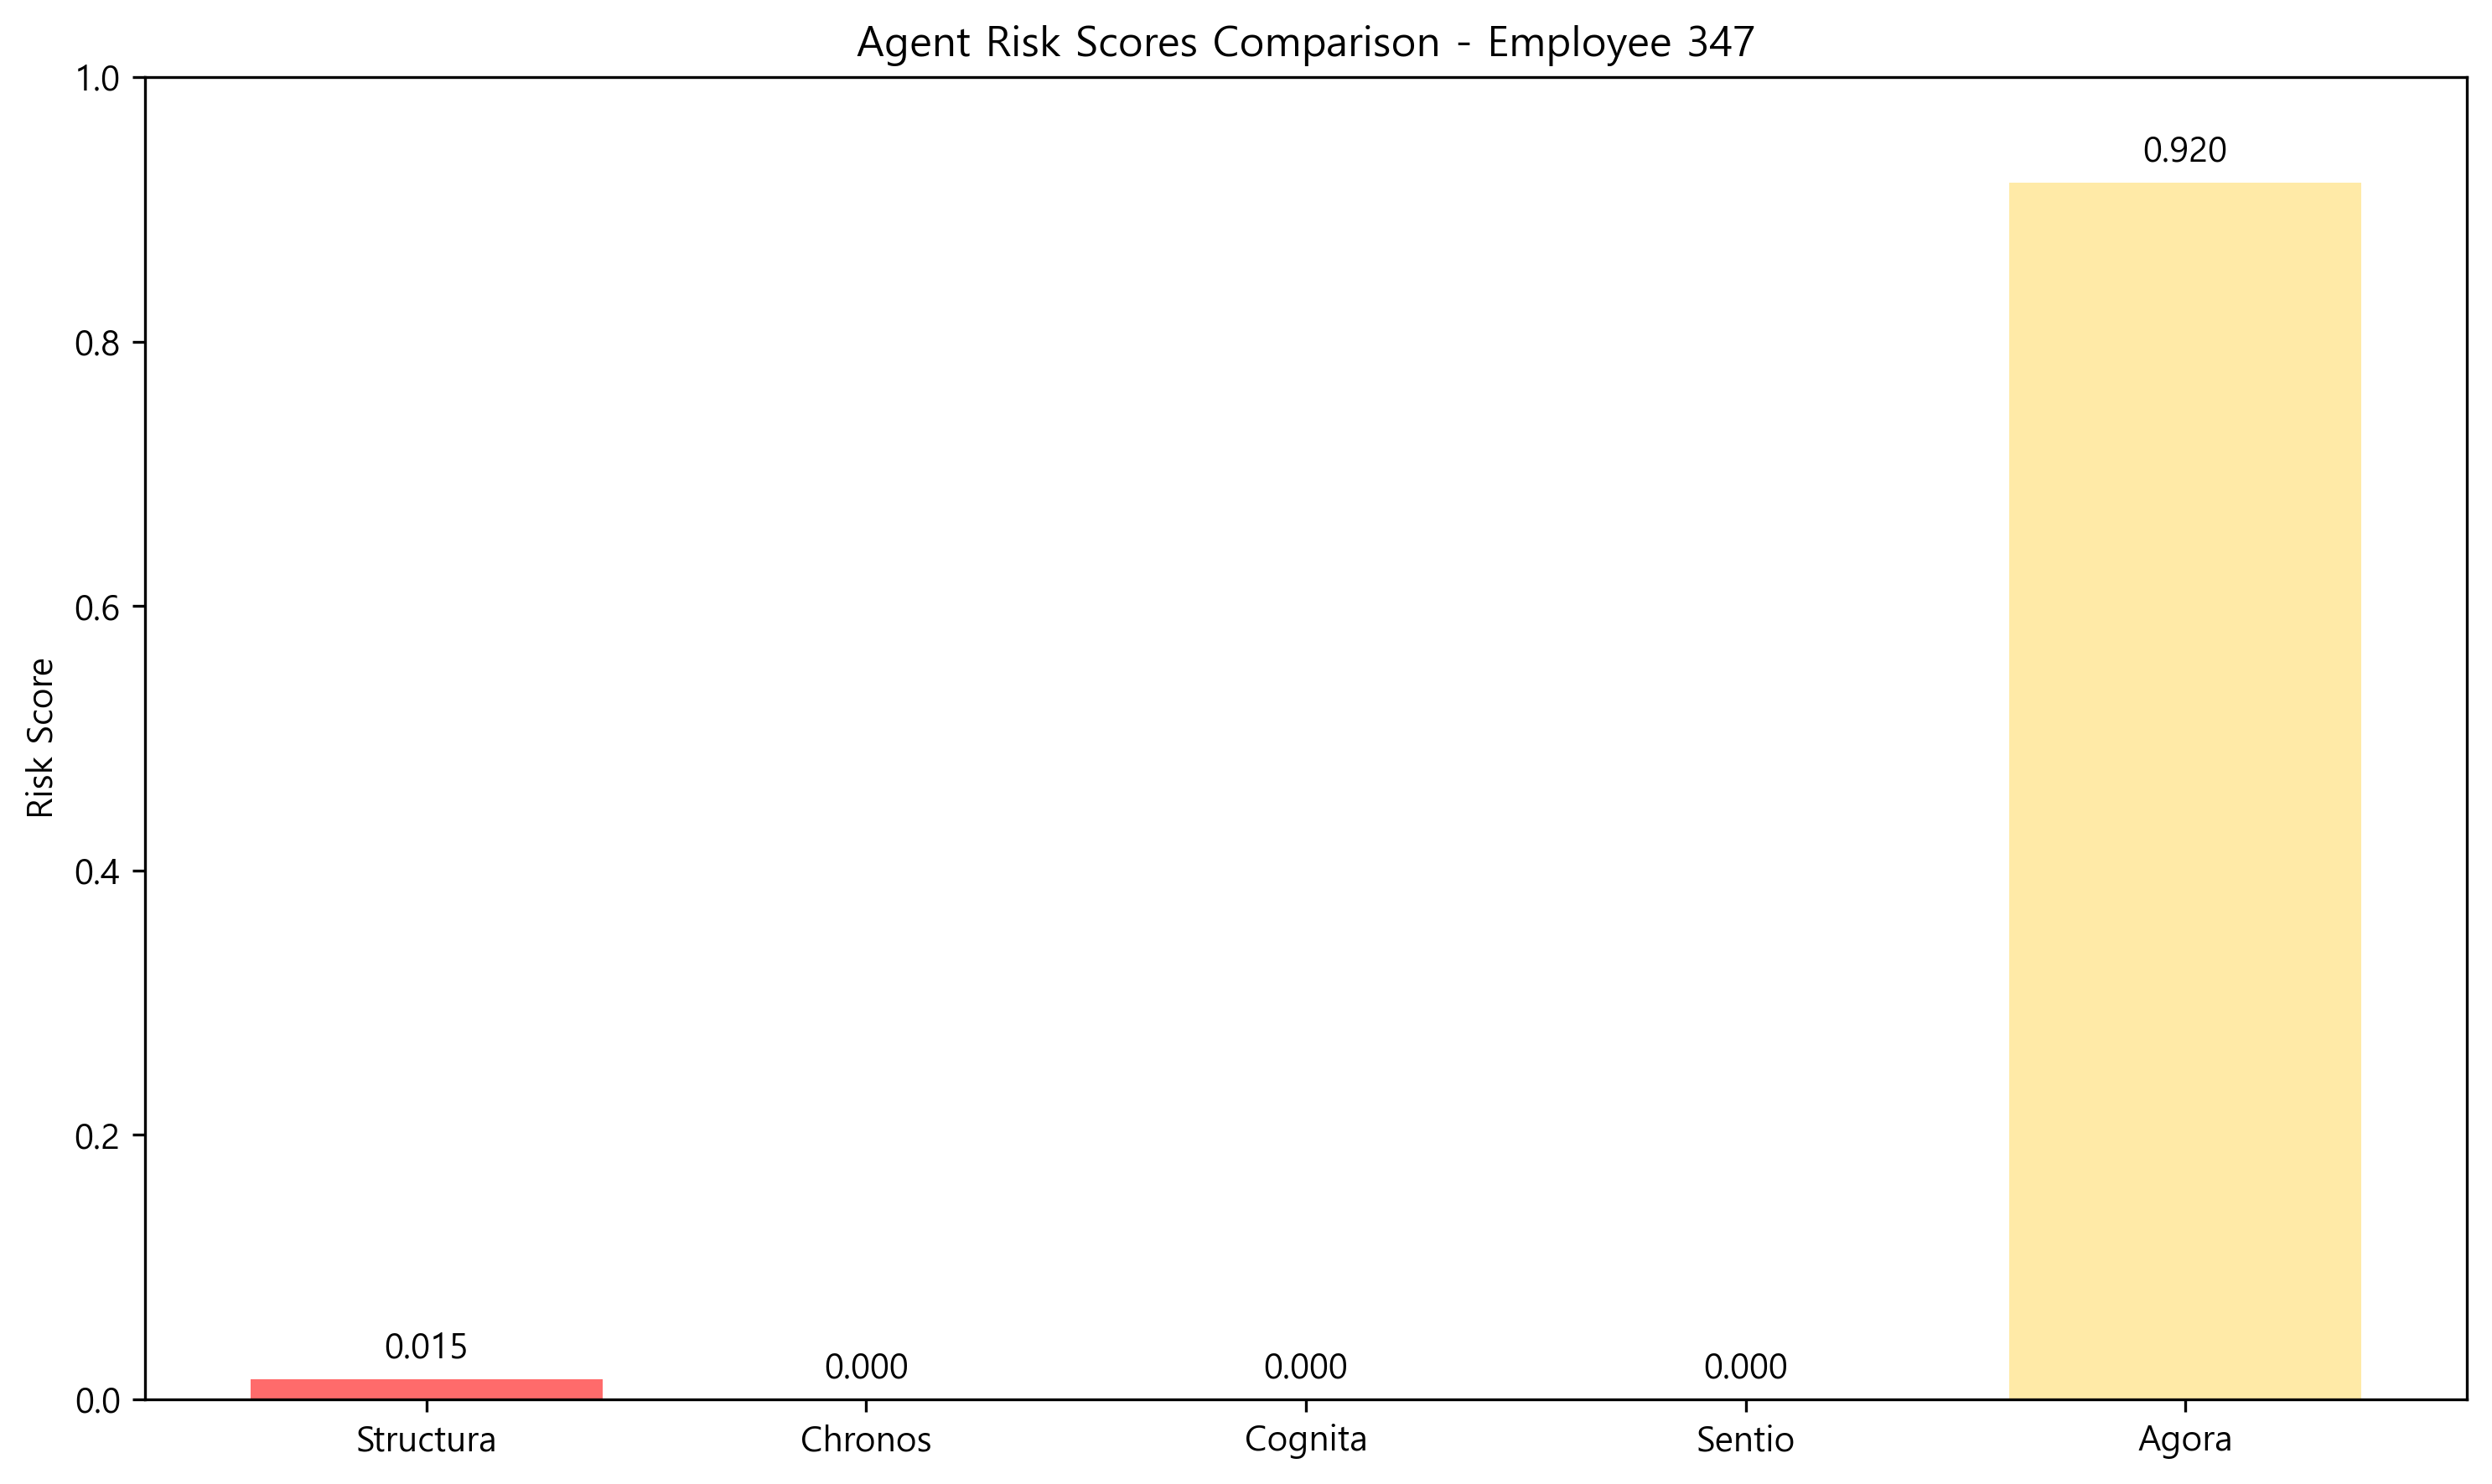 Agent Risk Scores Comparison - Employee 347
1.0
0.8
0.6
0.4
0.2
0.0
Risk Score
0.015
0.000
0.000
0.000
0.920
Structura
Chronos
Cognita
Sentio
Agora